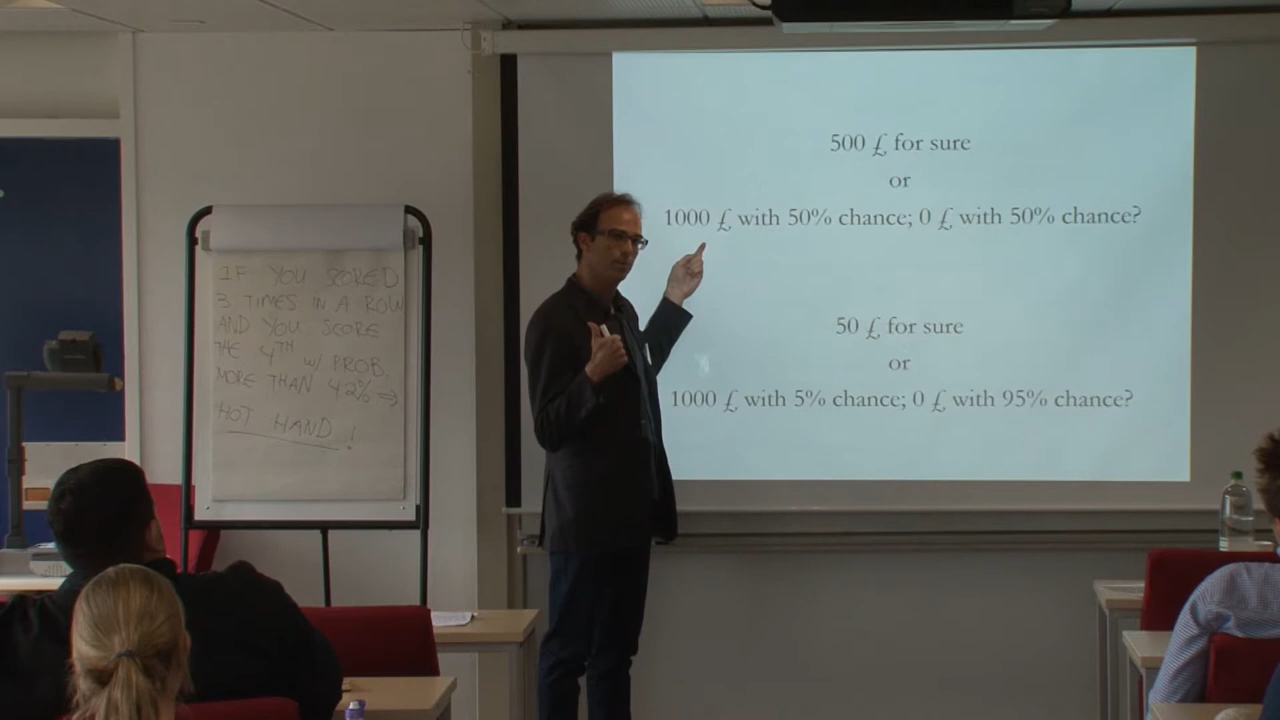 IF YOU SCORED
3 TIMES IN A ROW
AND YOU SCORE
THE 4TH W/ PROB.
MORE THAN 42% ⇒
HOT HAND!
500 £ for sure
or
1000 £ with 50% chance; 0 £ with 50% chance?
50 £ for sure
or
1000 £ with 5% chance; 0 £ with 95% chance?